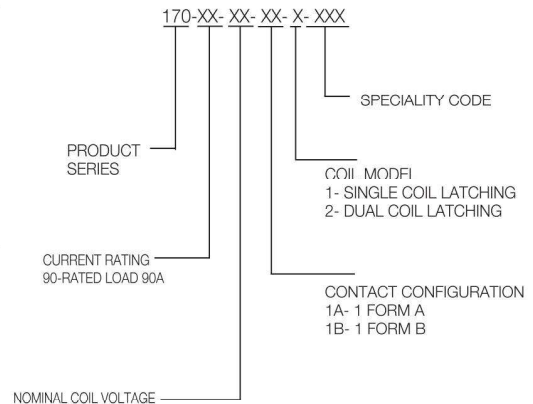 170-XX- XX- XX- X- XXX
SPECIALITY CODE
PRODUCT
SERIES
COIL MODEL
1- SINGLE COIL LATCHING
2- DUAL COIL LATCHING
CURRENT RATING
90-RATED LOAD 90A
CONTACT CONFIGURATION
1A- 1 FORM A
1B- 1 FORM B
NOMINAL COIL VOLTAGE